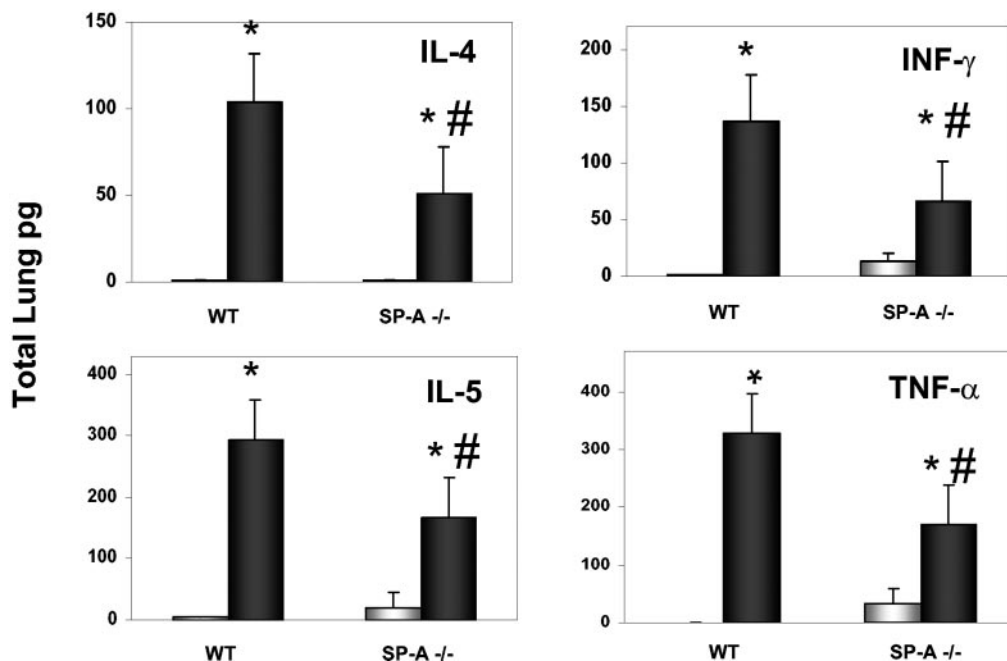 Total Lung pg
IL-4
150
100
50
0
*
* #
WT
SP-A -/-
INF-γ
200
150
100
50
0
*
* #
WT
SP-A -/-
IL-5
400
300
200
100
0
*
* #
WT
SP-A -/-
TNF-α
400
300
200
100
0
*
* #
WT
SP-A -/-